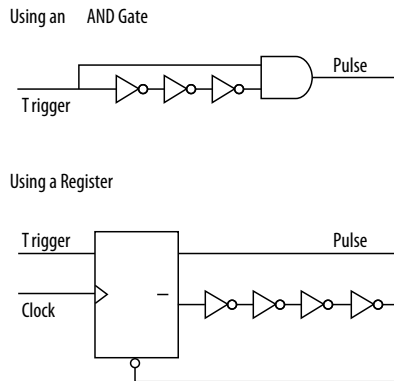 Using an AND Gate
Pulse
Trigger
Using a Register
Trigger
Pulse
Clock